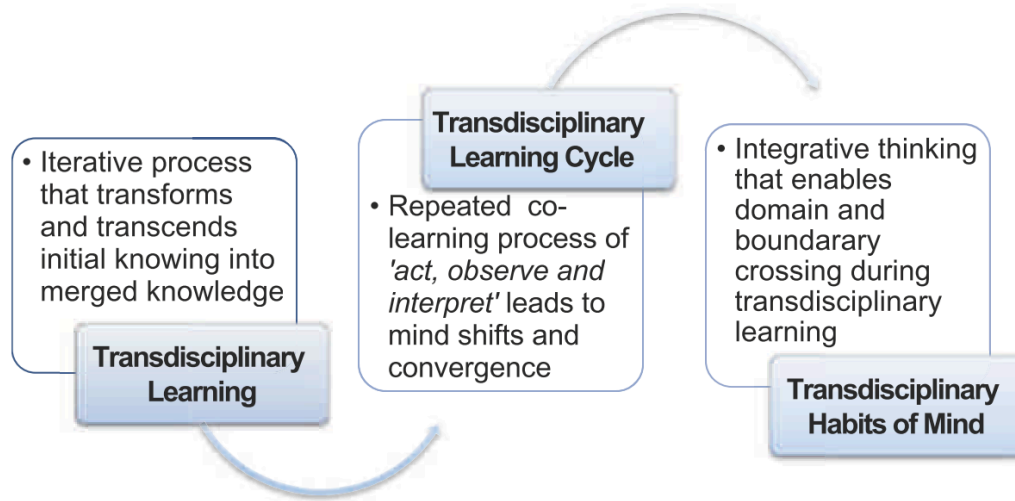 • Iterative process
that transforms
and transcends
initial knowing into
merged knowledge
Transdisciplinary
Learning
Transdisciplinary
Learning Cycle
• Repeated co-
learning process of
'act, observe and
interpret' leads to
mind shifts and
convergence
• Integrative thinking
that enables
domain and
boundarary
crossing during
transdisciplinary
learning
Transdisciplinary
Habits of Mind